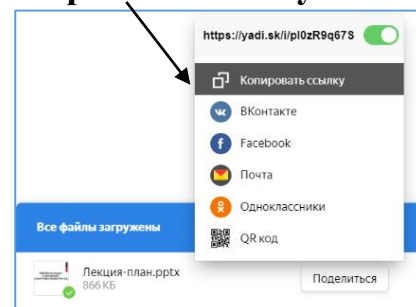 https://yadi.sk/i/pl0zR9q67S
Копировать ссылку
ВКонтакте
Facebook
Почта
Одноклассники
QR код
Все файлы загружены
Лекция-план.pptx
866 КБ
Поделиться